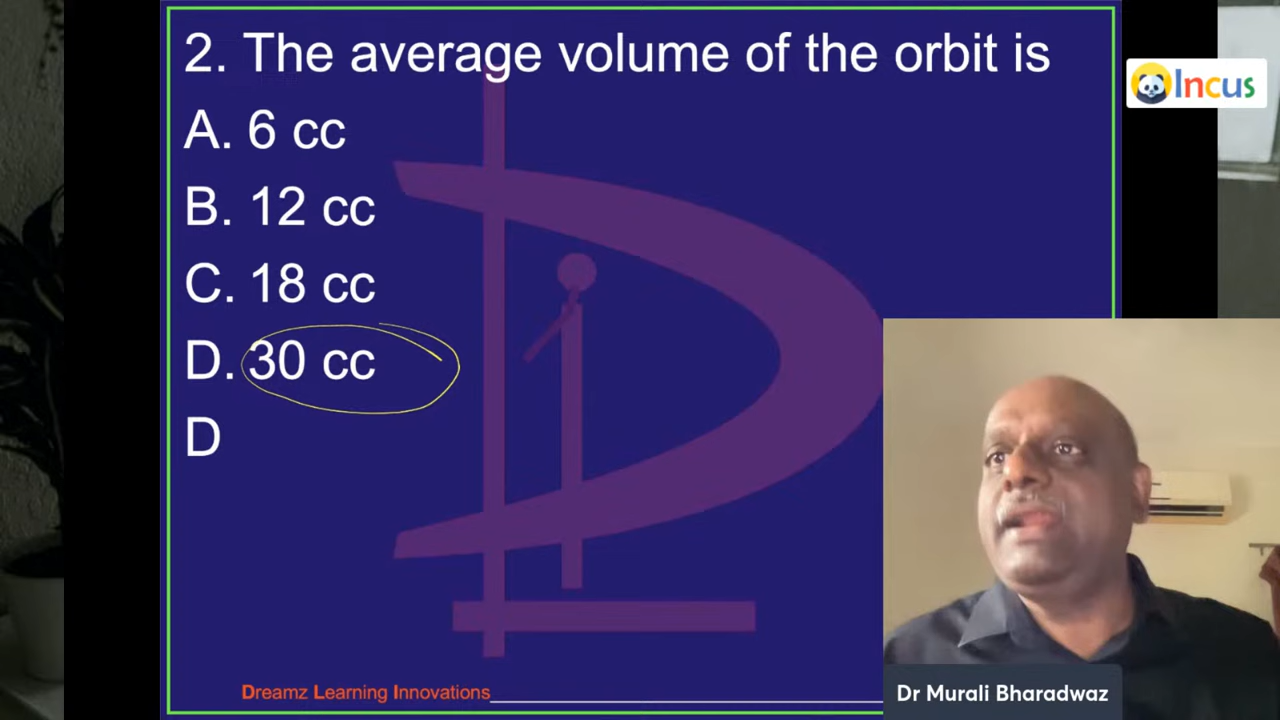 2. The average volume of the orbit is
A. 6 cc
B. 12 cc
C. 18 cc
D. 30 cc
D
Incus
Dreamz Learning Innovations
Dr Murali Bharadwaz